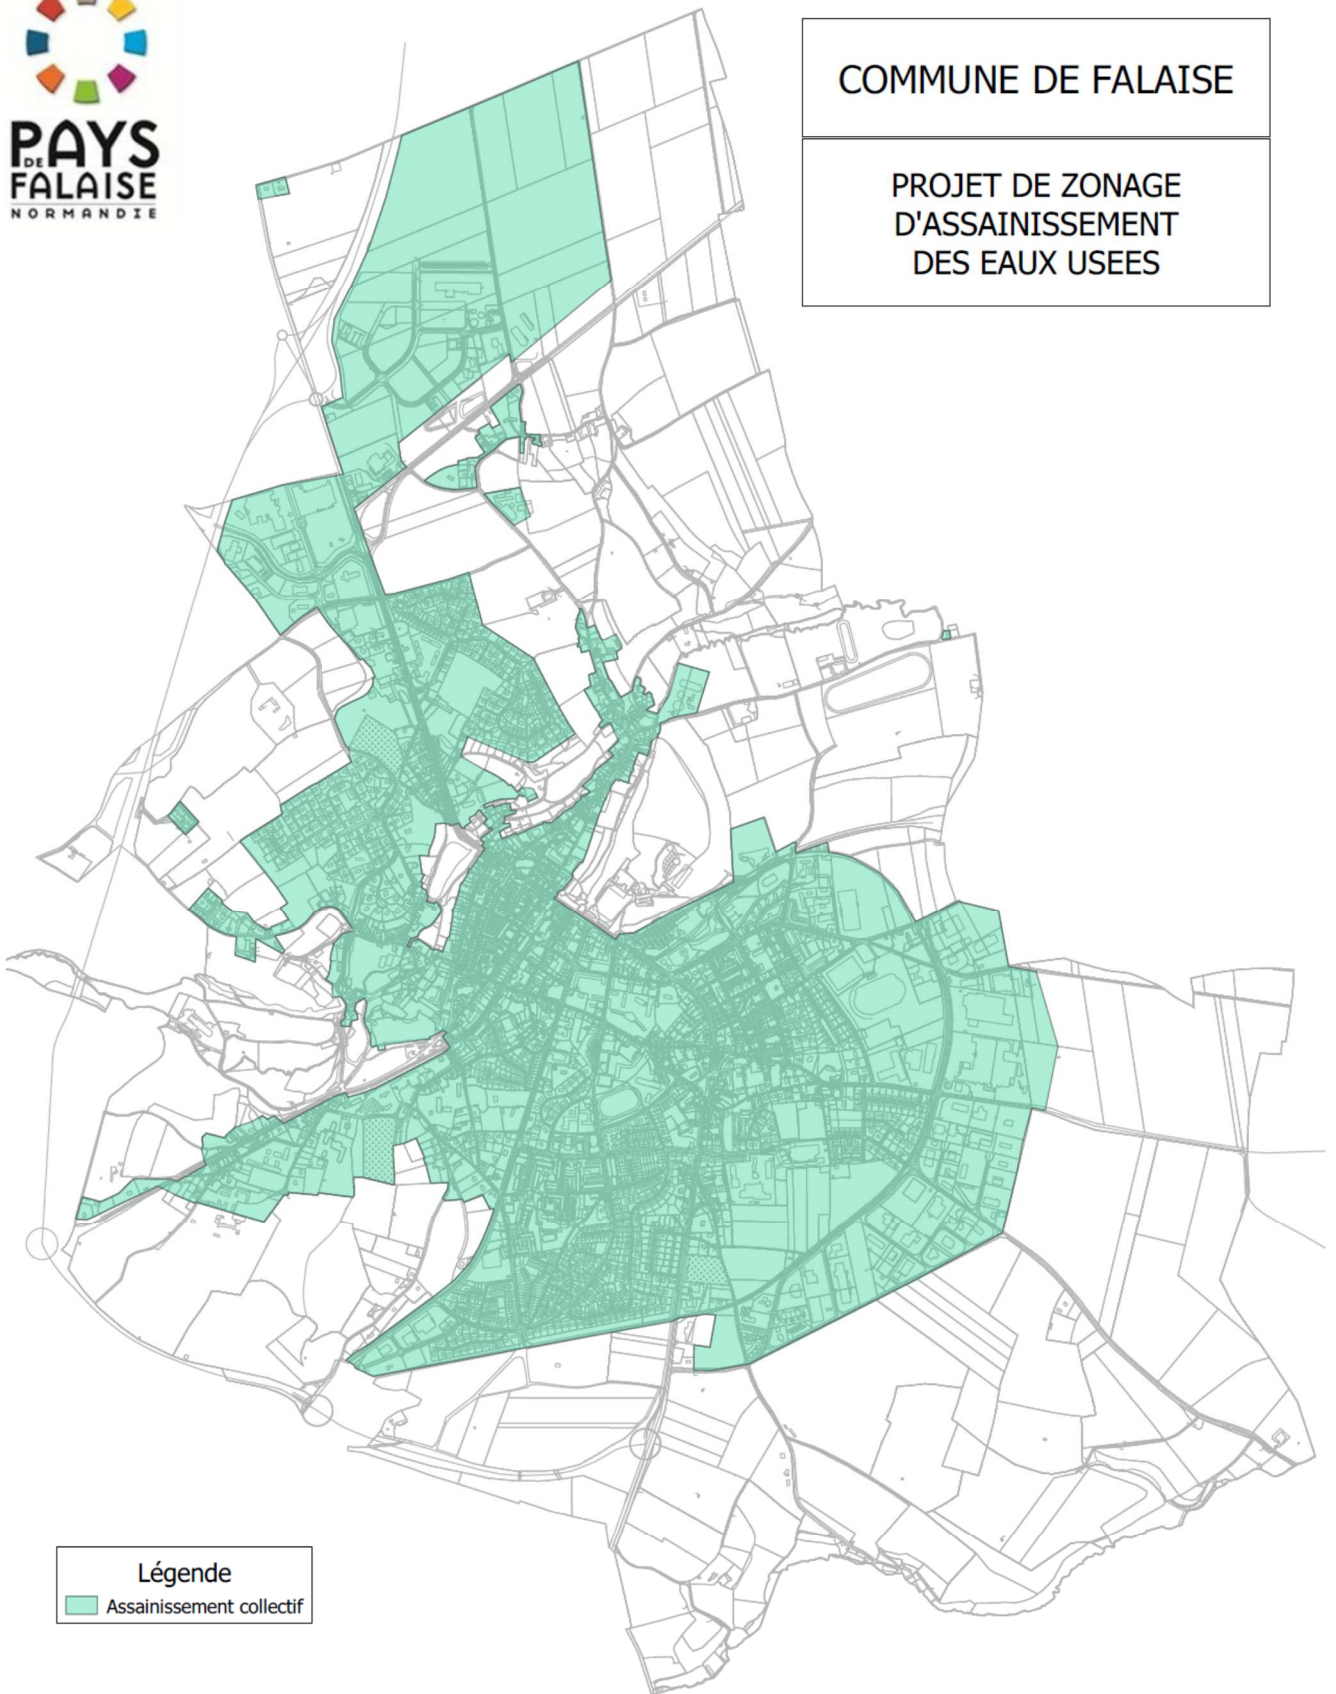 PAYS
DE
FALAISE
NORMANDIE
COMMUNE DE FALAISE
PROJET DE ZONAGE
D'ASSAINISSEMENT
DES EAUX USEES
Légende
Assainissement collectif